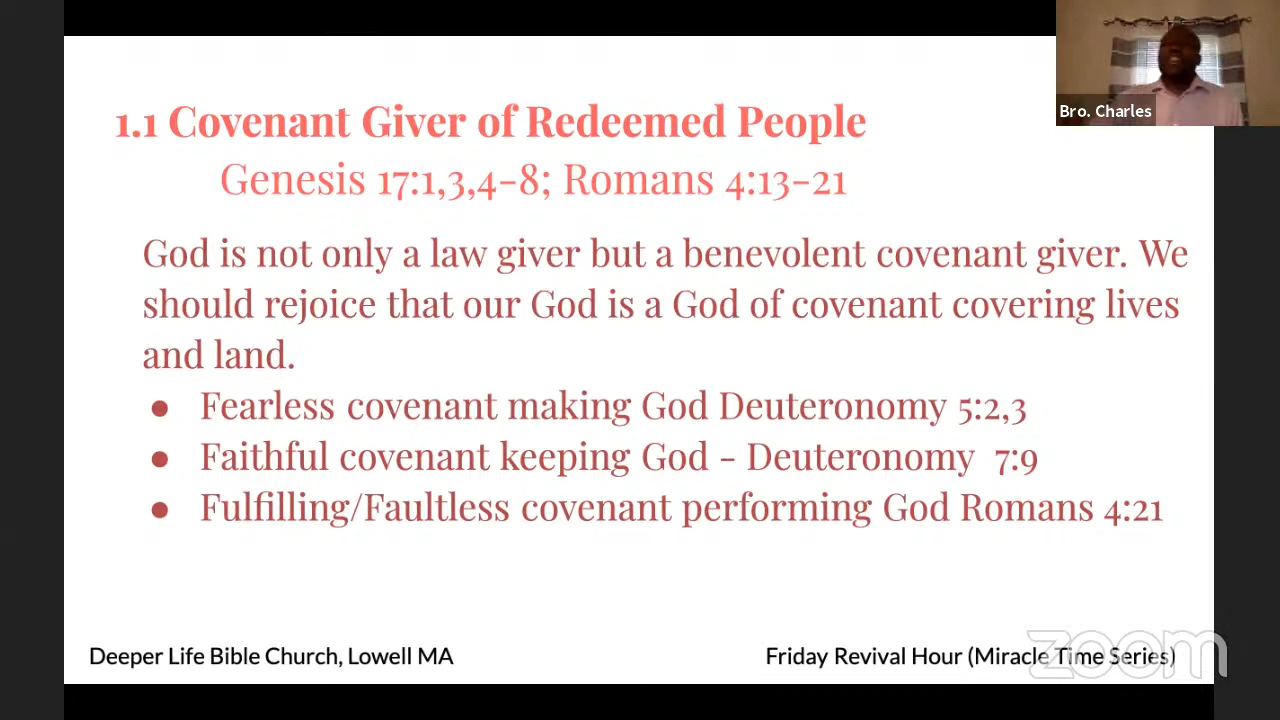 Bro. Charles
1.1 Covenant Giver of Redeemed People
Genesis 17:1,3,4-8; Romans 4:13-21
God is not only a law giver but a benevolent covenant giver. We
should rejoice that our God is a God of covenant covering lives
and land.
● Fearless covenant making God Deuteronomy 5:2,3
● Faithful covenant keeping God - Deuteronomy 7:9
● Fulfilling/Faultless covenant performing God Romans 4:21
Deeper Life Bible Church, Lowell MA
Friday Revival Hour (Miracle Time Series)
zoom